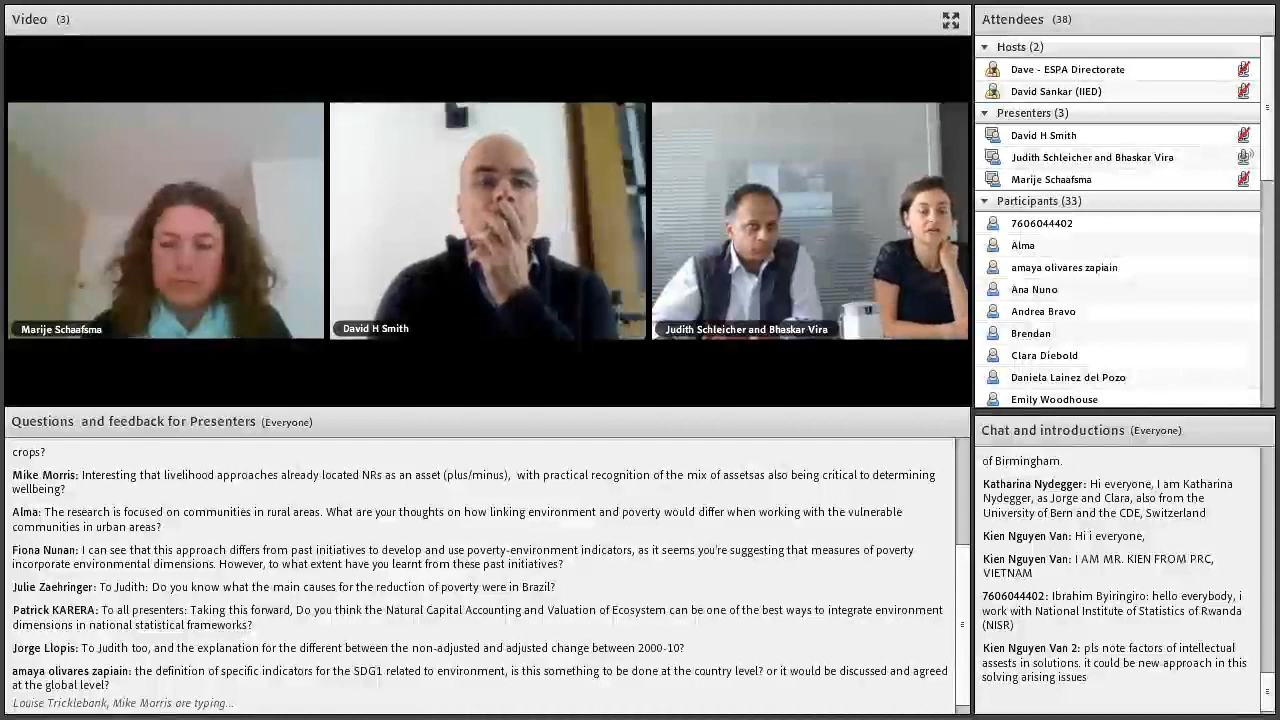 Video (3)
Marije Schaafsma
David H Smith
Judith Schleicher and Bhaskar Vira
Attendees (38)
Hosts (2)
Dave - ESPA Directorate
David Sankar (IIED)
Presenters (3)
David H Smith
Judith Schleicher and Bhaskar Vira
Marije Schaafsma
Participants (33)
7606044402
Alma
amaya olivares zapiain
Ana Nuno
Andrea Bravo
Brendan
Clara Diebold
Daniela Lainez del Pozo
Emily Woodhouse
Questions and feedback for Presenters (Everyone)
crops?
Mike Morris: Interesting that livelihood approaches already located NRs as an asset (plus/minus), with practical recognition of the mix of assetsas also being critical to determining
wellbeing?
Alma: The research is focused on communities in rural areas. What are your thoughts on how linking environment and poverty would differ when working with the vulnerable
communities in urban areas?
Fiona Nunan: I can see that this approach differs from past initiatives to develop and use poverty-environment indicators, as it seems you're suggesting that measures of poverty
incorporate environmental dimensions. However, to what extent have you learnt from these past initiatives?
Julie Zaehringer: To Judith: Do you know what the main causes for the reduction of poverty were in Brazil?
Patrick KARERA: To all presenters: Taking this forward, Do you think the Natural Capital Accounting and Valuation of Ecosystem can be one of the best ways to integrate environment
dimensions in national statistical frameworks?
Jorge Llopis: To Judith too, and the explanation for the different between the non-adjusted and adjusted change between 2000-10?
amaya olivares zapiain: the definition of specific indicators for the SDG1 related to environment, is this something to be done at the country level? or it would be discussed and agreed
at the global level?
Louise Tricklebank, Mike Morris are typing...
Chat and introductions (Everyone)
of Birmingham.
Katharina Nydegger: Hi everyone, I am Katharina
Nydegger, as Jorge and Clara, also from the
University of Bern and the CDE, Switzerland
Kien Nguyen Van: Hi i everyone,
Kien Nguyen Van: I AM MR. KIEN FROM PRC,
VIETNAM
7606044402: Ibrahim Byiringiro: hello everybody, i
work with National Institute of Statistics of Rwanda
(NISR)
Kien Nguyen Van 2: pls note factors of intellectual
assests in solutions. it could be new approach in this
solving arising issues